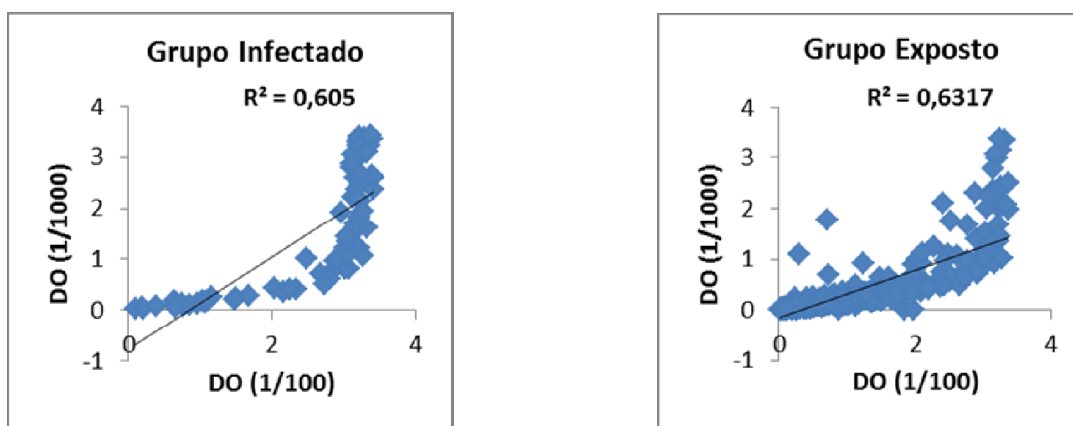 Grupo Infectado
R² = 0,605
4
3
2
1
0
-1
0
2
4
DO (1/1000)
DO (1/100)
Grupo Exposto
R² = 0,6317
4
3
2
1
0
-1
0
2
4
DO (1/1000)
DO (1/100)